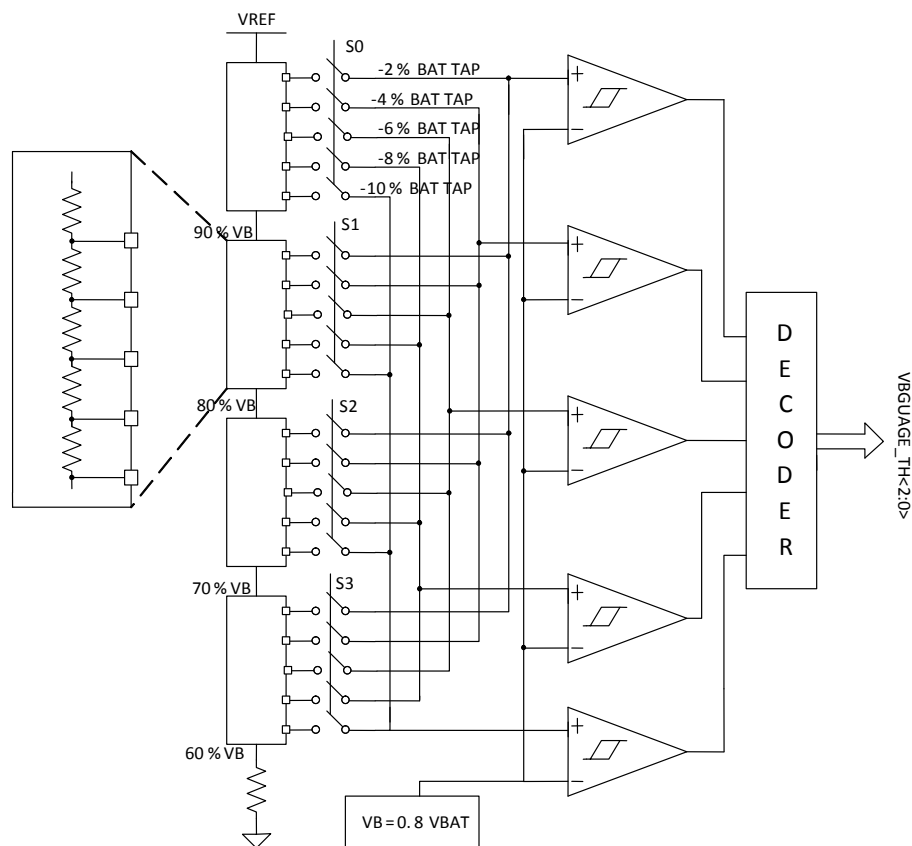 VREF
S0
-2 % BAT TAP
-4 % BAT TAP
-6 % BAT TAP
-8 % BAT TAP
-10 % BAT TAP
90 % VB
S1
80 % VB
S2
70 % VB
S3
60 % VB
VB = 0. 8 VBAT
+
−
+
−
+
−
+
−
+
−
D
E
C
O
D
E
R
VBGUAGE_TH<2:0>